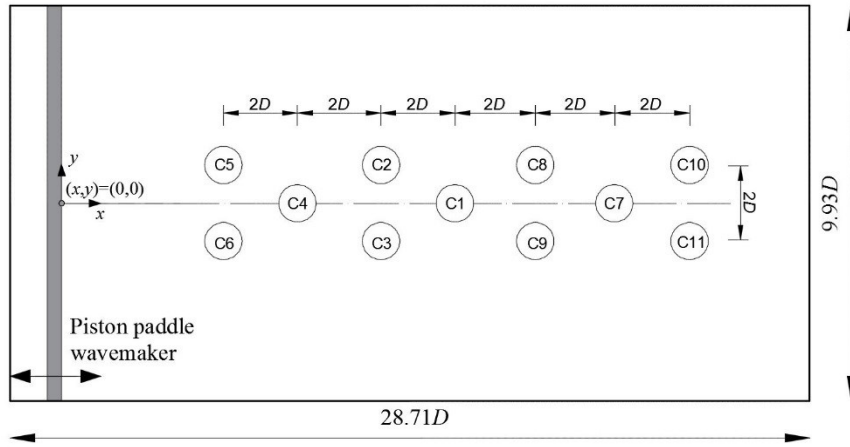 2D 2D 2D 2D 2D 2D
C5 C2 C8 C10
y
(x,y)=(0,0)
C4 C1 C7
x
2D
C6 C3 C9 C11
9.93D
Piston paddle
wavemaker
28.71D